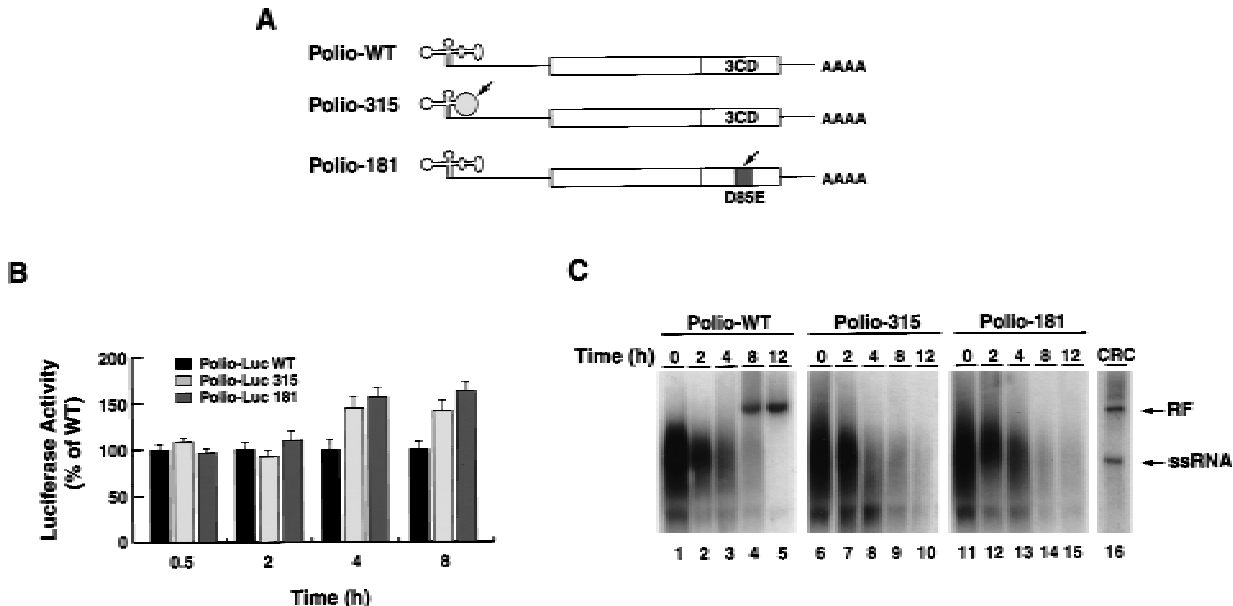 A
Polio-WT
3CD
AAAA
Polio-315
3CD
AAAA
Polio-181
AAAA
D85E
B
Luciferase Activity
(% of WT)
200
150
100
50
0
Polio-Luc WT
Polio-Luc 315
Polio-Luc 181
0.5 2 4 8
Time (h)
C
Polio-WT Polio-315 Polio-181
Time (h) 0 2 4 8 12 0 2 4 8 12 0 2 4 8 12 CRC
RF
ssRNA
1 2 3 4 5 6 7 8 9 10 11 12 13 14 15 16